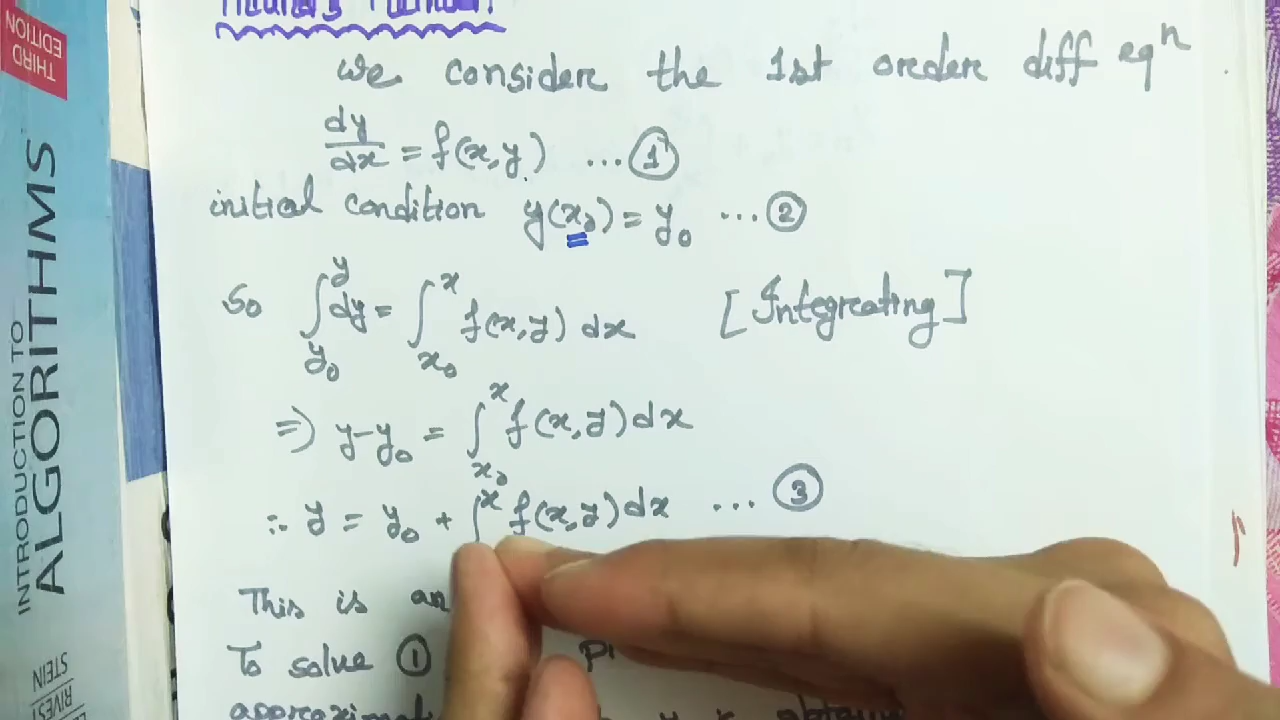 THIRD EDITION
INTRODUCTION TO ALGORITHMS
RIVEST
STEIN
we consider the 1st order diff eqⁿ
dy/dx = f(x, y) ... ①
initial condition y(x₀) = y₀ ... ②
So ∫_{y₀}^{y} dy = ∫_{x₀}^{x} f(x, y) dx [Integrating]
⇒) y-y₀ = ∫_{x₀}^{x} f(x, y) dx
∴ y = y₀ + ∫^{x} f(x, y) dx ... ③
This is an
To solve ①